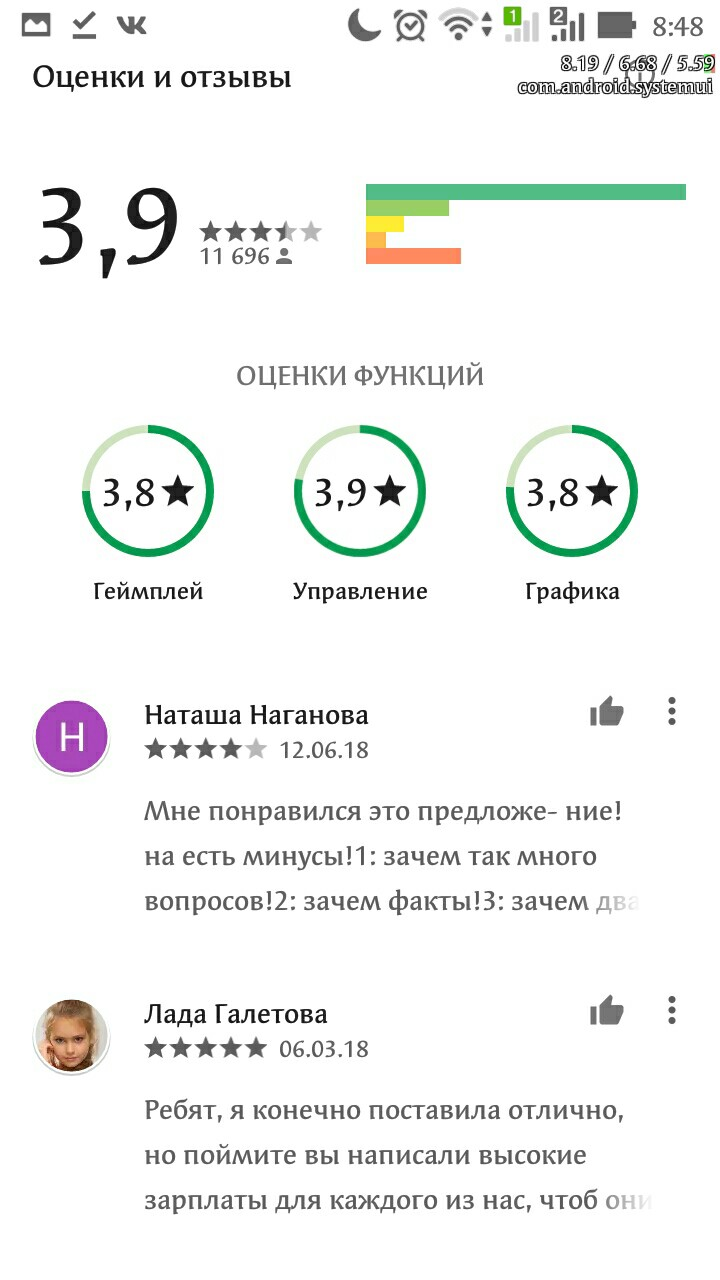 8:48
8.19 / 6.68 / 5.59
com.android.systemui
Оценки и отзывы
3,9
11 696
ОЦЕНКИ ФУНКЦИЙ
3,8 3,9 3,8
Геймплей Управление Графика
Н
Наташа Наганова
12.06.18
Мне понравился это предложе- ние!
на есть минусы!1: зачем так много
вопросов!2: зачем факты!3: зачем два
Лада Галетова
06.03.18
Ребят, я конечно поставила отлично,
но поймите вы написали высокие
зарплаты для каждого из нас, чтоб они